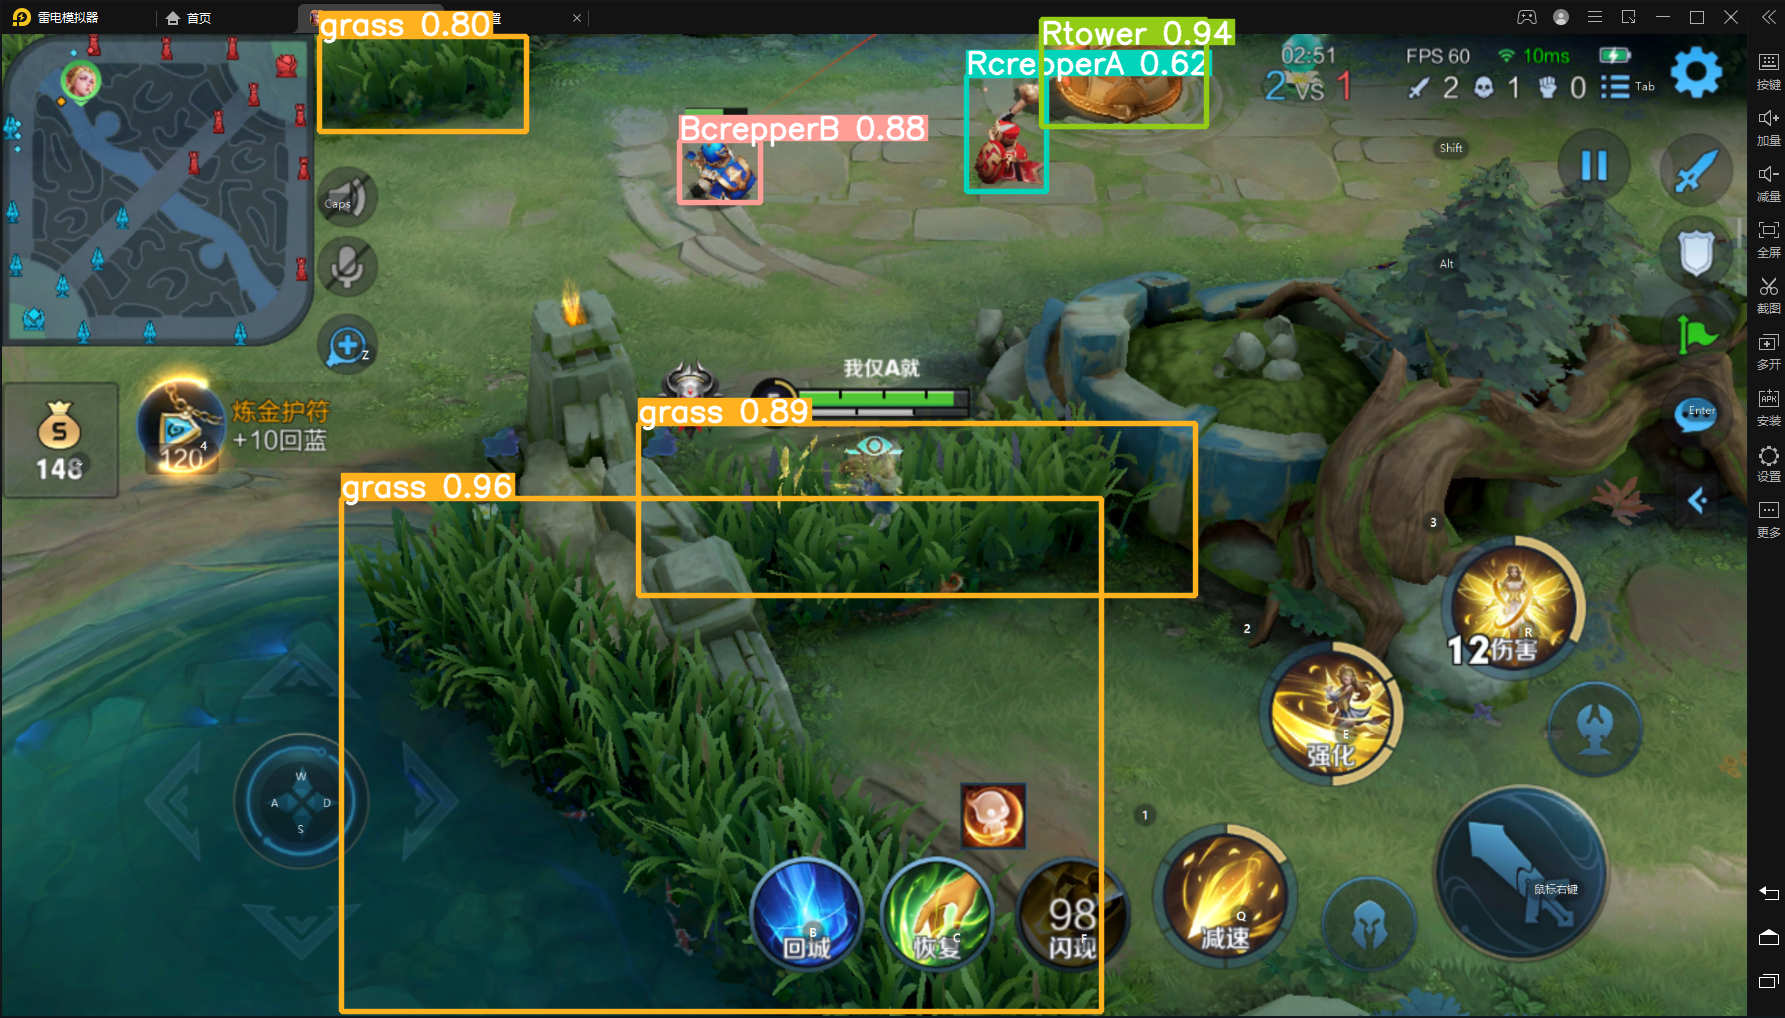 雷电模拟器
首页
置
grass 0.80
Rtower 0.94
RcrepperA 0.62
BcrepperB 0.88
02:51
2 VS 1
FPS 60
10ms
2
1
0
Tab
按键
加量
减量
全屏
截图
多开
安装
设置
更多
Shift
Alt
Caps
Z
Enter
我仅A就
grass 0.89
grass 0.96
148
炼金护符
+10回蓝
4
120
3
2
1
R
12伤害
E
强化
Q
减速
鼠标右键
W
A
D
S
B
回城
C
恢复
98
F
闪现